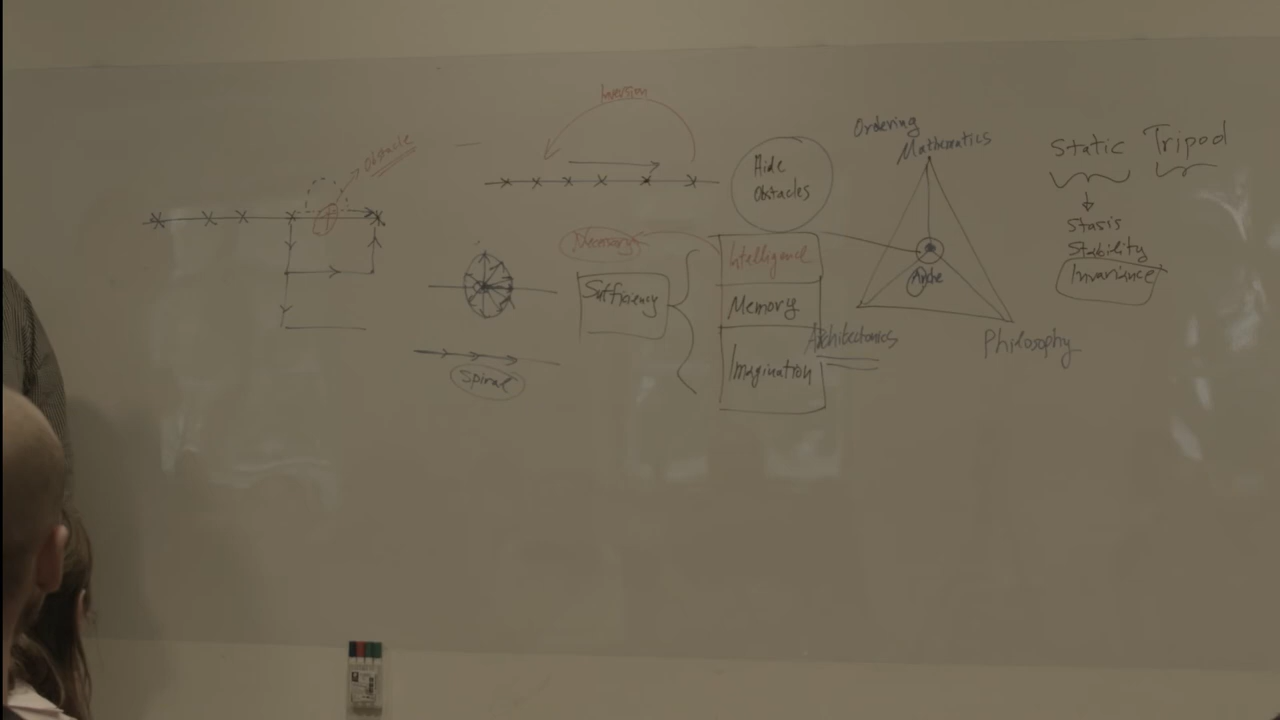 Obstacle
Inversion
Spiral
Necessary
Sufficiency
Hide
Obstacles
Intelligence
Memory
Imagination
Ordering
Mathematics
Arche
Architectonics
Philosophy
Static Tripod
Stasis
Stability
Invariance